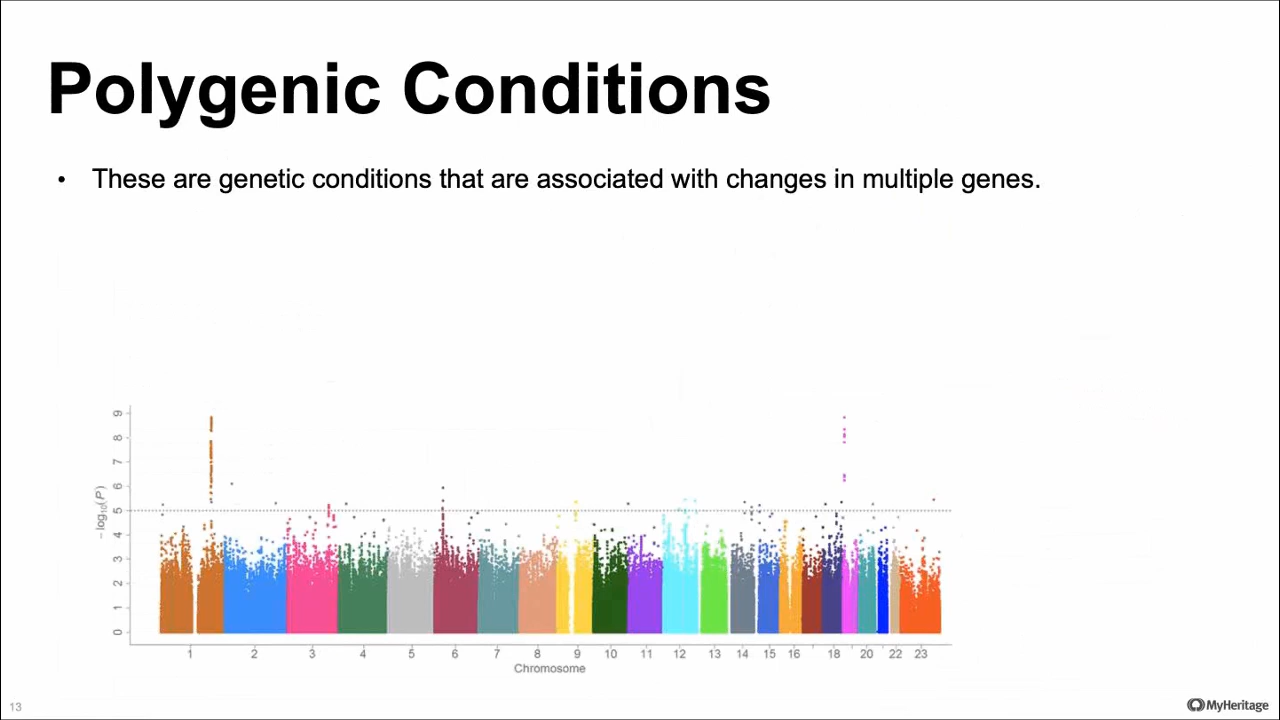 Polygenic Conditions
• These are genetic conditions that are associated with changes in multiple genes.
9
8
7
6
5
4
3
2
1
0
−log10(P)
1 2 3 4 5 6 7 8 9 10 11 12 13 14 15 16 18 20 22 23
Chromosome
13
MyHeritage